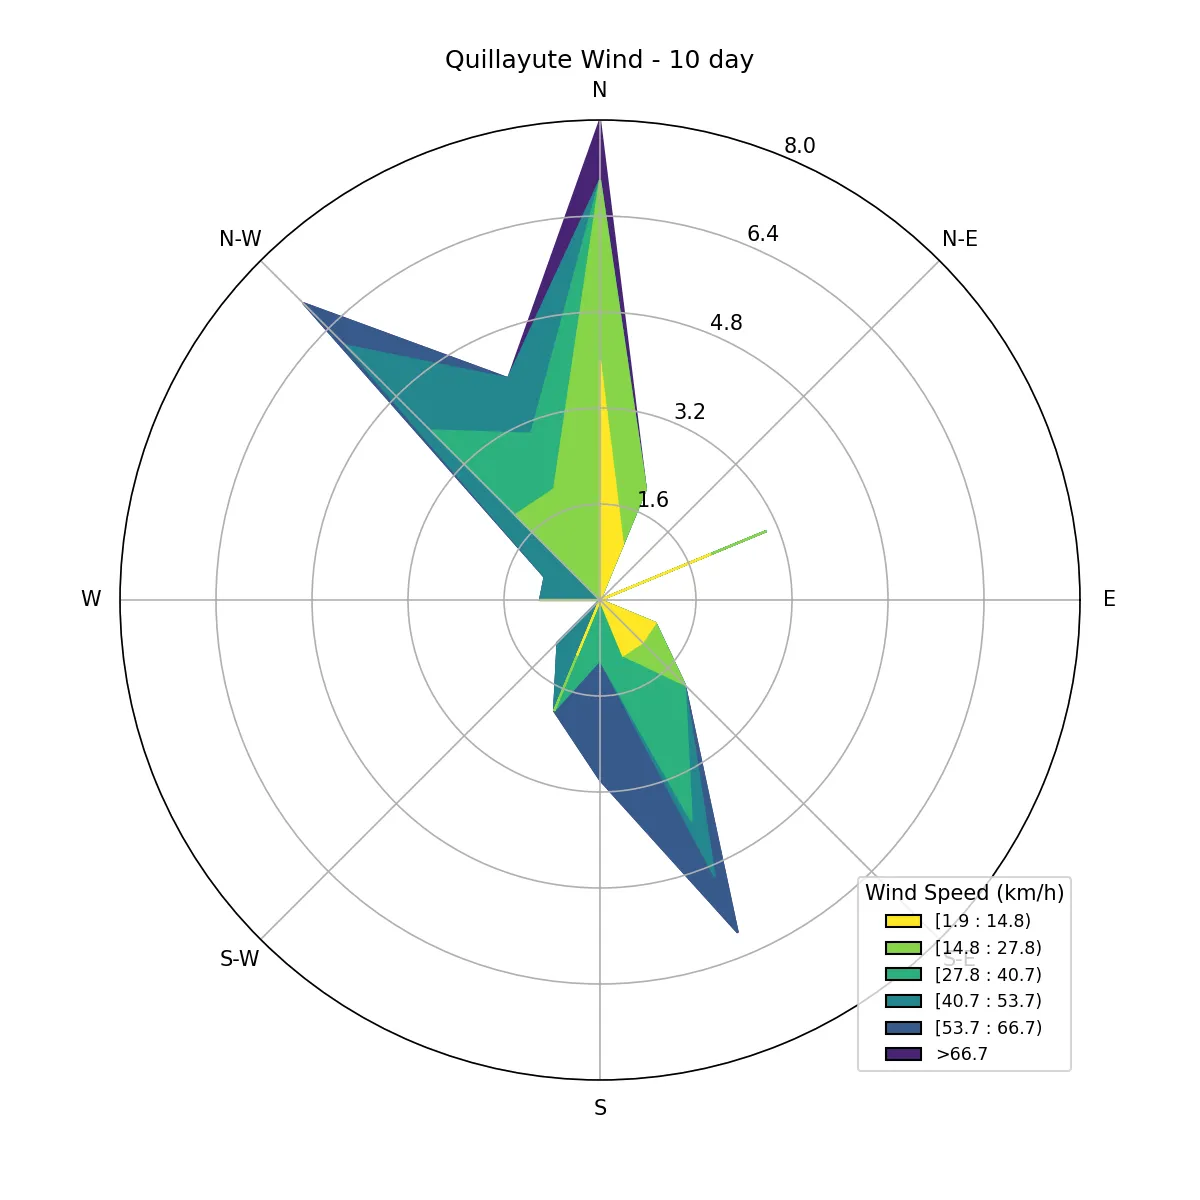 Quillayute Wind - 10 day
N
8.0
N-W
6.4
N-E
4.8
3.2
1.6
W
E
Wind Speed (km/h)
[1.9 : 14.8)
[14.8 : 27.8)
S-W
S-E
[27.8 : 40.7)
[40.7 : 53.7)
[53.7 : 66.7)
>66.7
S